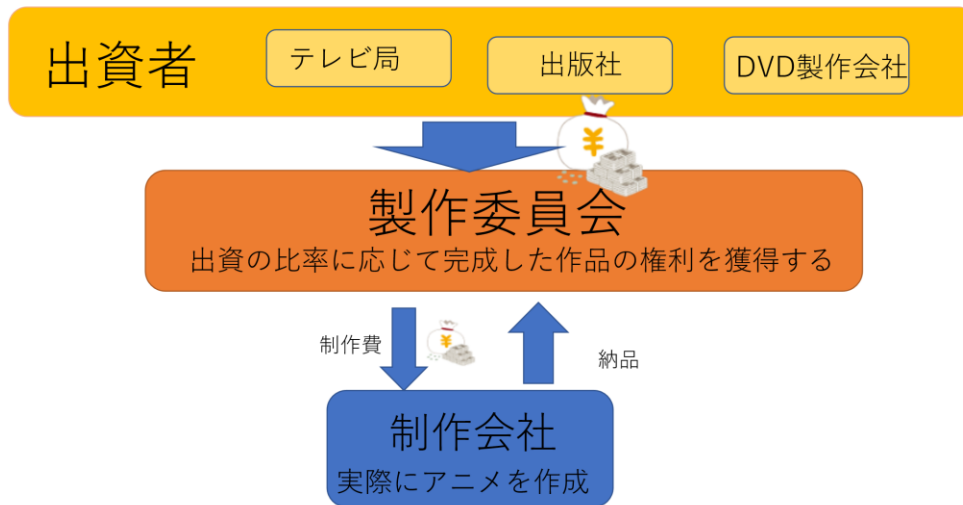 出資者
テレビ局
出版社
DVD製作会社
¥
製作委員会
出資の比率に応じて完成した作品の権利を獲得する
制作費
¥
納品
制作会社
実際にアニメを作成